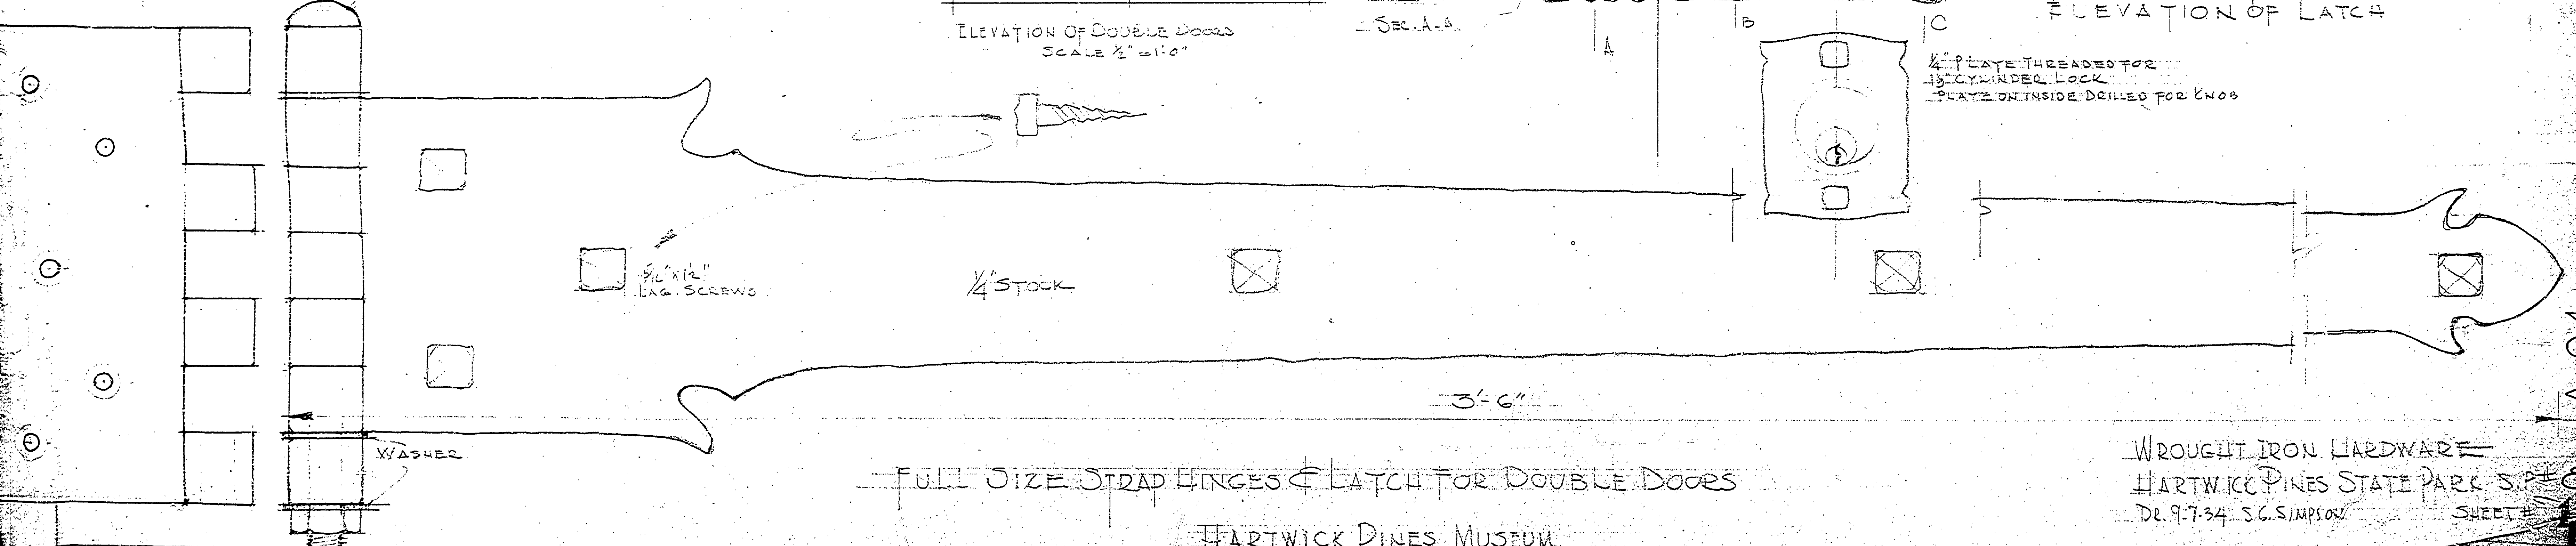 ELEVATION OF DOUBLE DOORS
SCALE ½" = 1'-0"
SEC. A-A
A
B
C
ELEVATION OF LATCH
¼" PLATE THREADED FOR
1⅛" CYLINDER LOCK
PLATE ON INSIDE DRILLED FOR KNOB
5/16" x 1½"
LAG SCREWS
¼" STOCK
3'-6"
WASHER
FULL SIZE STRAP HINGES & LATCH FOR DOUBLE DOORS
HARTWICK PINES MUSEUM
WROUGHT IRON HARDWARE
HARTWICK PINES STATE PARK S.P.#
DR. 9-7-34 S.G. SIMPSON SHEET #